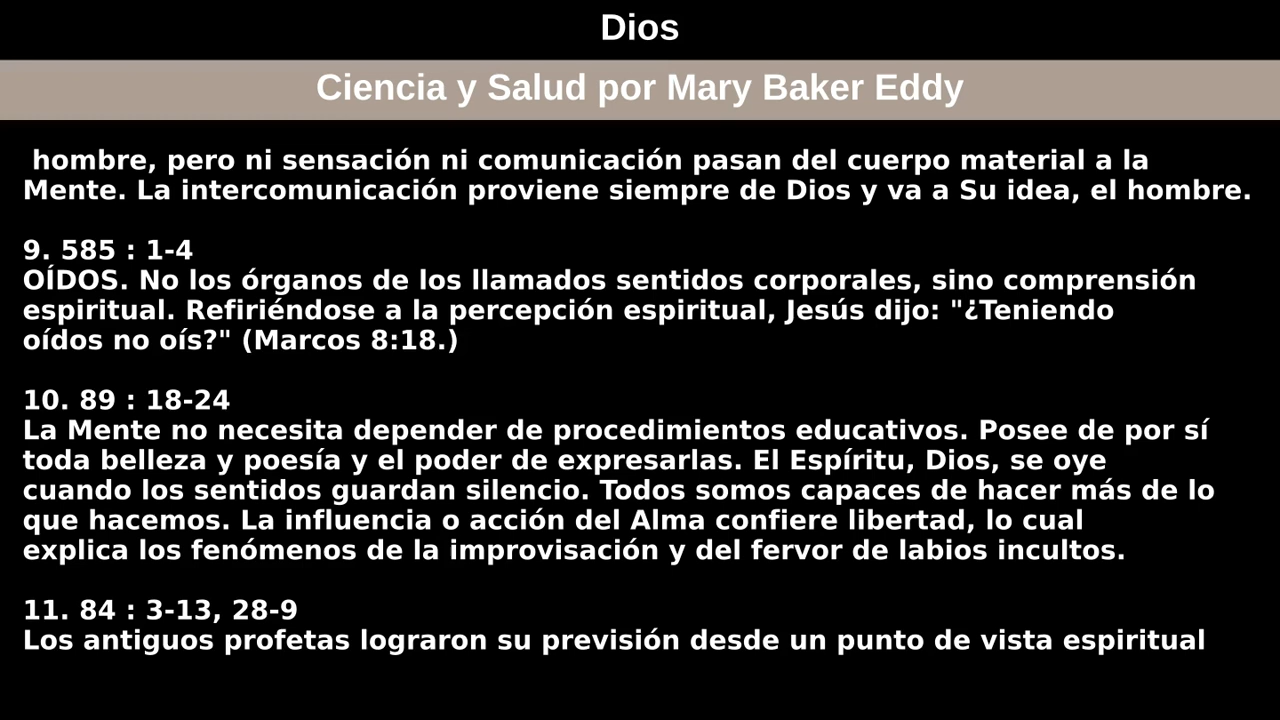 Dios
Ciencia y Salud por Mary Baker Eddy
hombre, pero ni sensación ni comunicación pasan del cuerpo material a la
Mente. La intercomunicación proviene siempre de Dios y va a Su idea, el hombre.
9. 585 : 1-4
OÍDOS. No los órganos de los llamados sentidos corporales, sino comprensión
espiritual. Refiriéndose a la percepción espiritual, Jesús dijo: "¿Teniendo
oídos no oís?" (Marcos 8:18.)
10. 89 : 18-24
La Mente no necesita depender de procedimientos educativos. Posee de por sí
toda belleza y poesía y el poder de expresarlas. El Espíritu, Dios, se oye
cuando los sentidos guardan silencio. Todos somos capaces de hacer más de lo
que hacemos. La influencia o acción del Alma confiere libertad, lo cual
explica los fenómenos de la improvisación y del fervor de labios incultos.
11. 84 : 3-13, 28-9
Los antiguos profetas lograron su previsión desde un punto de vista espiritual